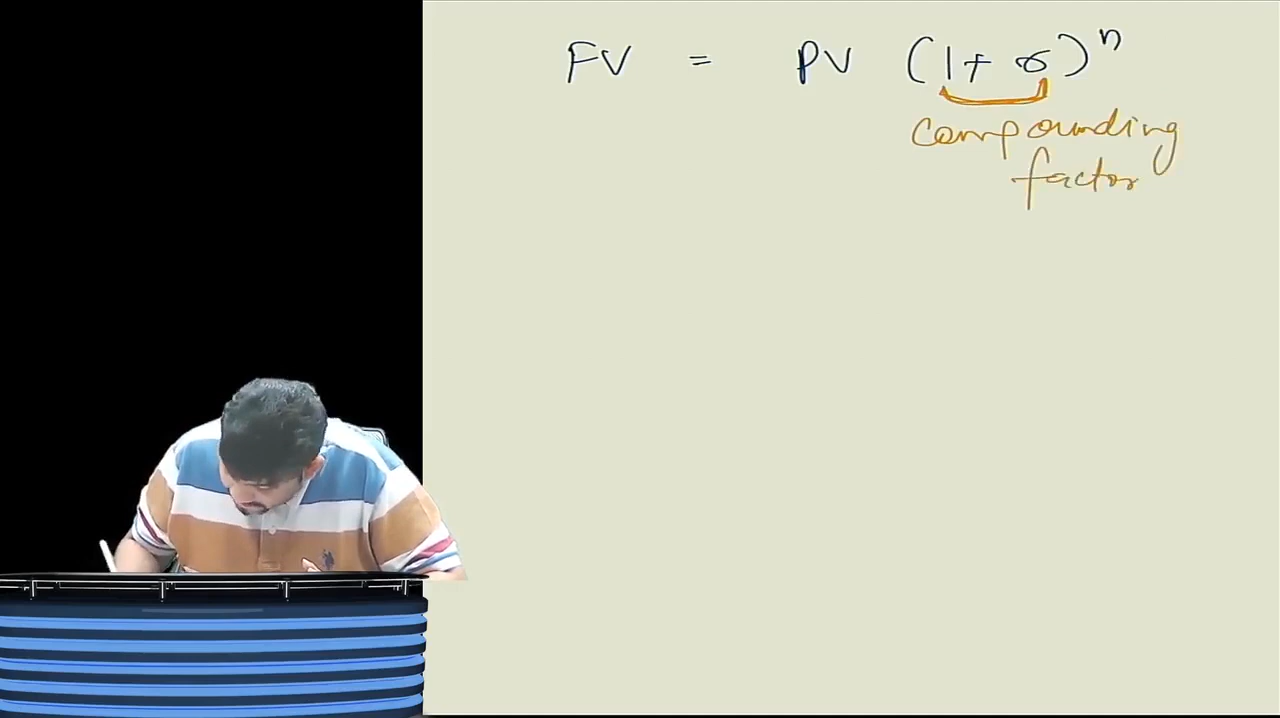 FV = PV (1+ r)ⁿ
compounding
factor